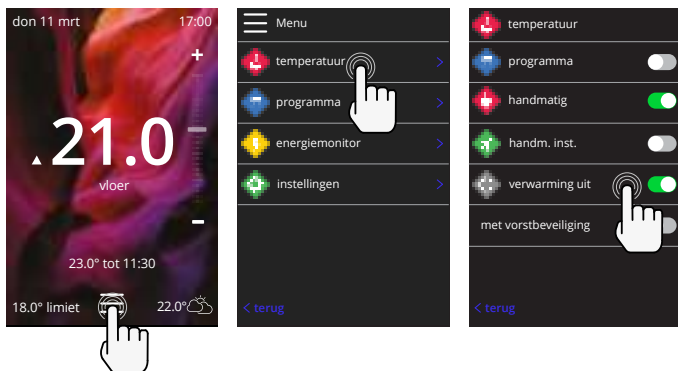 don 11 mrt 17:00
+
21.0
vloer
-
23.0° tot 11:30
18.0° limiet 22.0°
Menu
temperatuur >
programma >
energiemonitor >
instellingen >
< terug
temperatuur
programma
handmatig
handm. inst.
verwarming uit
met vorstbeveiliging
< terug